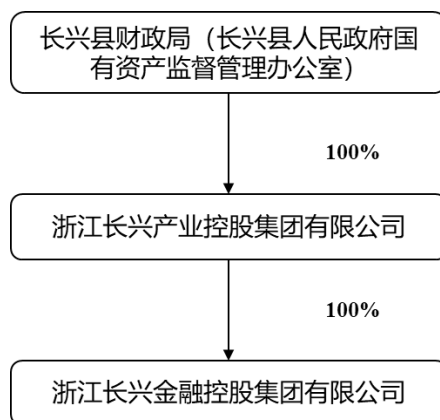 长兴县财政局（长兴县人民政府国
有资产监督管理办公室）
100%
浙江长兴产业控股集团有限公司
100%
浙江长兴金融控股集团有限公司